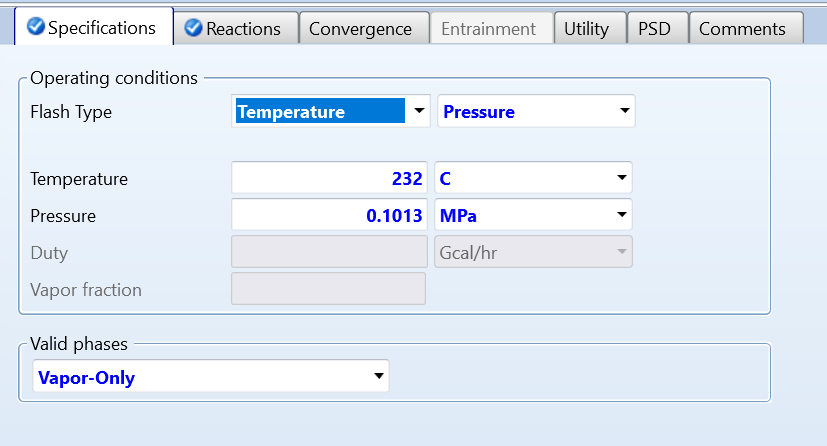 Specifications Reactions Convergence Entrainment Utility PSD Comments
Operating conditions
Flash Type Temperature Pressure
Temperature 232 C
Pressure 0.1013 MPa
Duty Gcal/hr
Vapor fraction
Valid phases
Vapor-Only